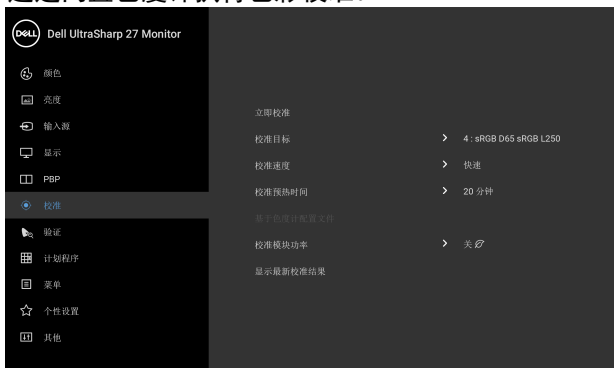 DELL Dell UltraSharp 27 Monitor
颜色
亮度
输入源
显示
PBP
校准
验证
计划程序
菜单
个性设置
其他
立即校准
校准目标 4 : sRGB D65 sRGB L250
校准速度 快速
校准预热时间 20 分钟
基于色度计配置文件
校准模块功率 关
显示最新校准结果